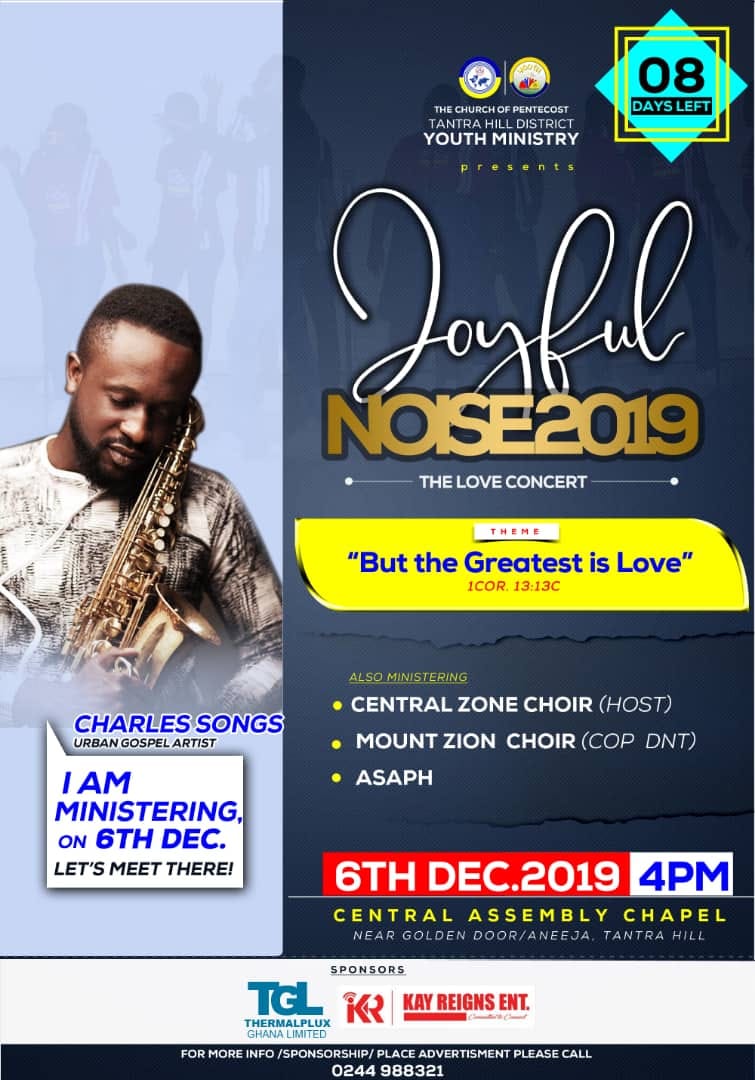 08
DAYS LEFT
YOUTH
THE CHURCH OF PENTECOST
TANTRA HILL DISTRICT
YOUTH MINISTRY
presents
Joyful
NOISE2019
THE LOVE CONCERT
THEME
“But the Greatest is Love”
1COR. 13:13C
ALSO MINISTERING
CENTRAL ZONE CHOIR (HOST)
MOUNT ZION CHOIR (COP DNT)
ASAPH
CHARLES SONGS
URBAN GOSPEL ARTIST
I AM
MINISTERING,
ON 6TH DEC.
LET'S MEET THERE!
6TH DEC.2019 4PM
CENTRAL ASSEMBLY CHAPEL
NEAR GOLDEN DOOR/ANEEJA, TANTRA HILL
SPONSORS
TGL
THERMALPLUX
GHANA LIMITED
KR
KAY REIGNS ENT.
Committed to Connect
FOR MORE INFO /SPONSORSHIP/ PLACE ADVERTISMENT PLEASE CALL
0244 988321